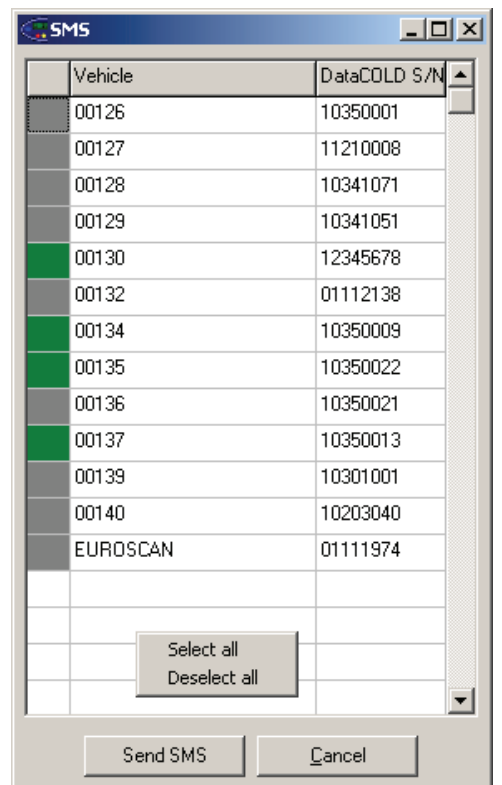 SMS
Vehicle DataCOLD S/N
00126 10350001
00127 11210008
00128 10341071
00129 10341051
00130 12345678
00132 01112138
00134 10350009
00135 10350022
00136 10350021
00137 10350013
00139 10301001
00140 10203040
EUROSCAN 01111974
Select all
Deselect all
Send SMS Cancel